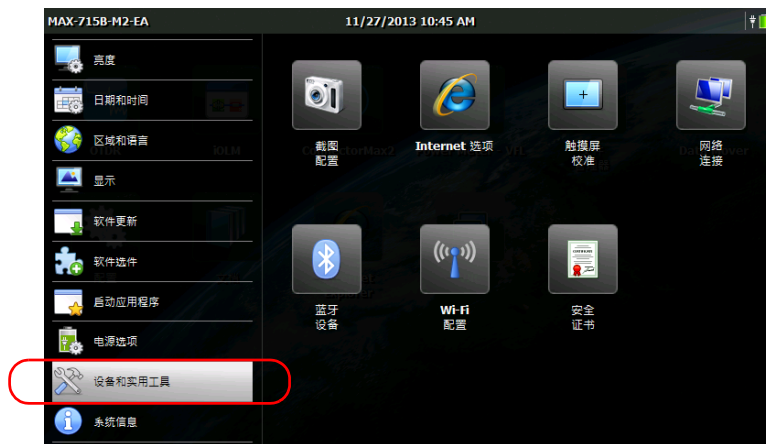 MAX-715B-M2-EA
11/27/2013 10:45 AM
亮度
日期和时间
区域和语言
显示
软件更新
软件选件
启动应用程序
电源选项
设备和实用工具
系统信息
截图
配置
Internet 选项
触摸屏
校准
网络
连接
蓝牙
设备
Wi-Fi
配置
安全
证书